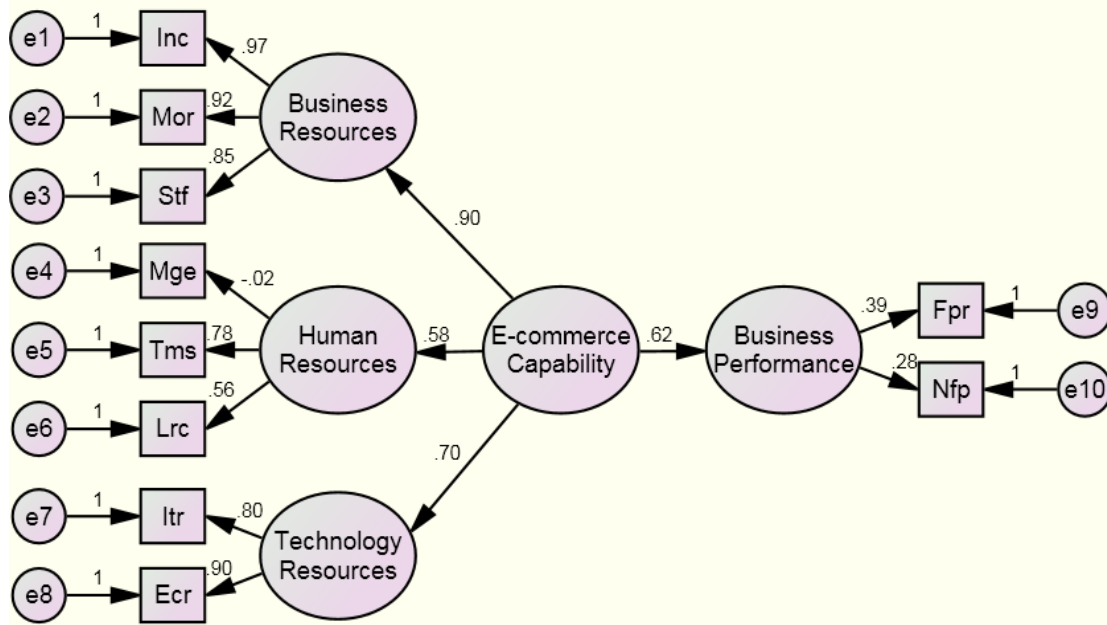 e1
1
Inc
.97
e2
1
Mor
.92
Business
Resources
e3
1
Stf
.85
.90
e4
1
Mge
-.02
e5
1
Tms
.78
Human
Resources
.58
E-commerce
Capability
.62
Business
Performance
.39
Fpr
1
e9
.28
Nfp
1
e10
e6
1
Lrc
.56
.70
e7
1
Itr
.80
Technology
Resources
e8
1
Ecr
.90